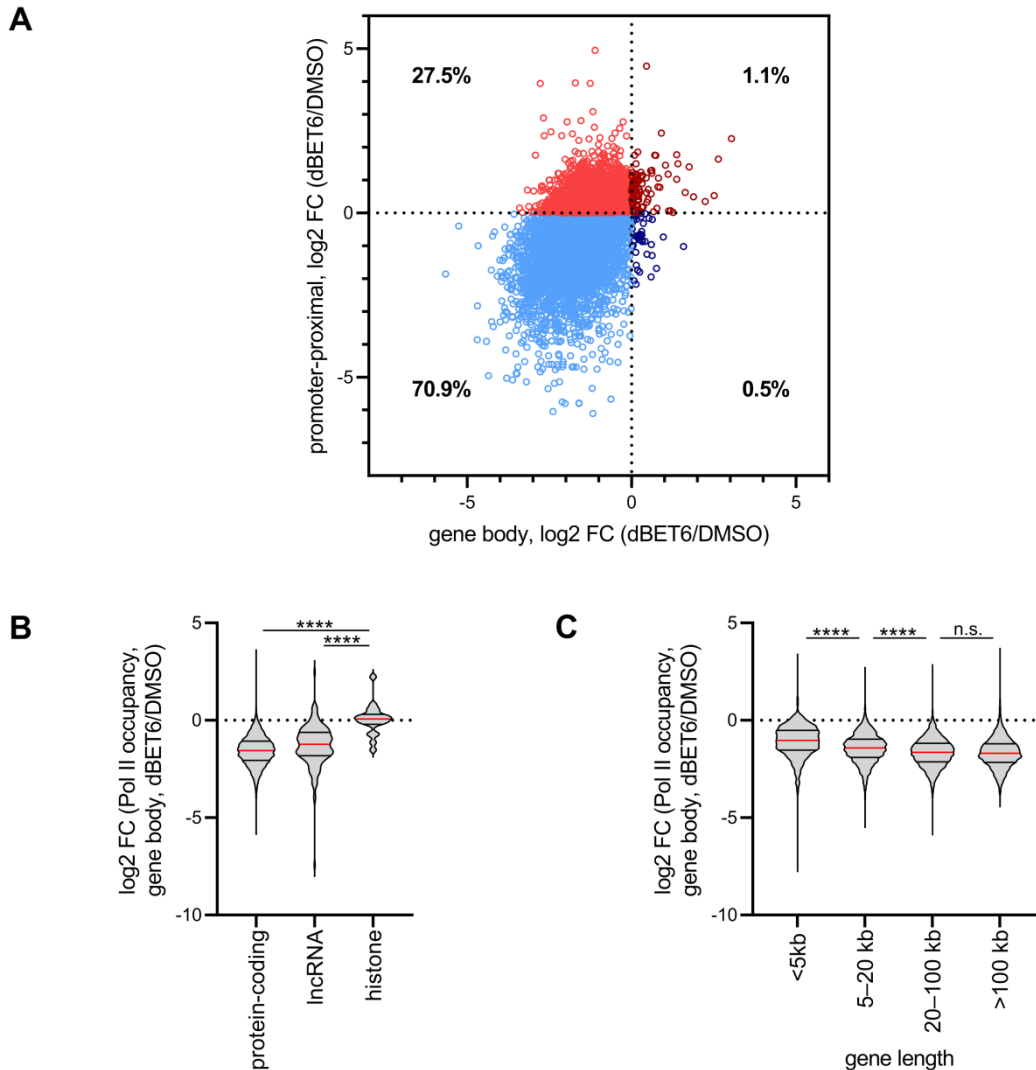 A
promoter-proximal, log2 FC (dBET6/DMSO)
5
0
-5
27.5%
1.1%
70.9%
0.5%
-5
0
5
gene body, log2 FC (dBET6/DMSO)
B
log2 FC (Pol II occupancy,
gene body, dBET6/DMSO)
5
0
-5
-10
****
****
protein-coding
lncRNA
histone
C
log2 FC (Pol II occupancy,
gene body, dBET6/DMSO)
5
0
-5
-10
****
****
n.s.
<5kb
5–20 kb
20–100 kb
>100 kb
gene length